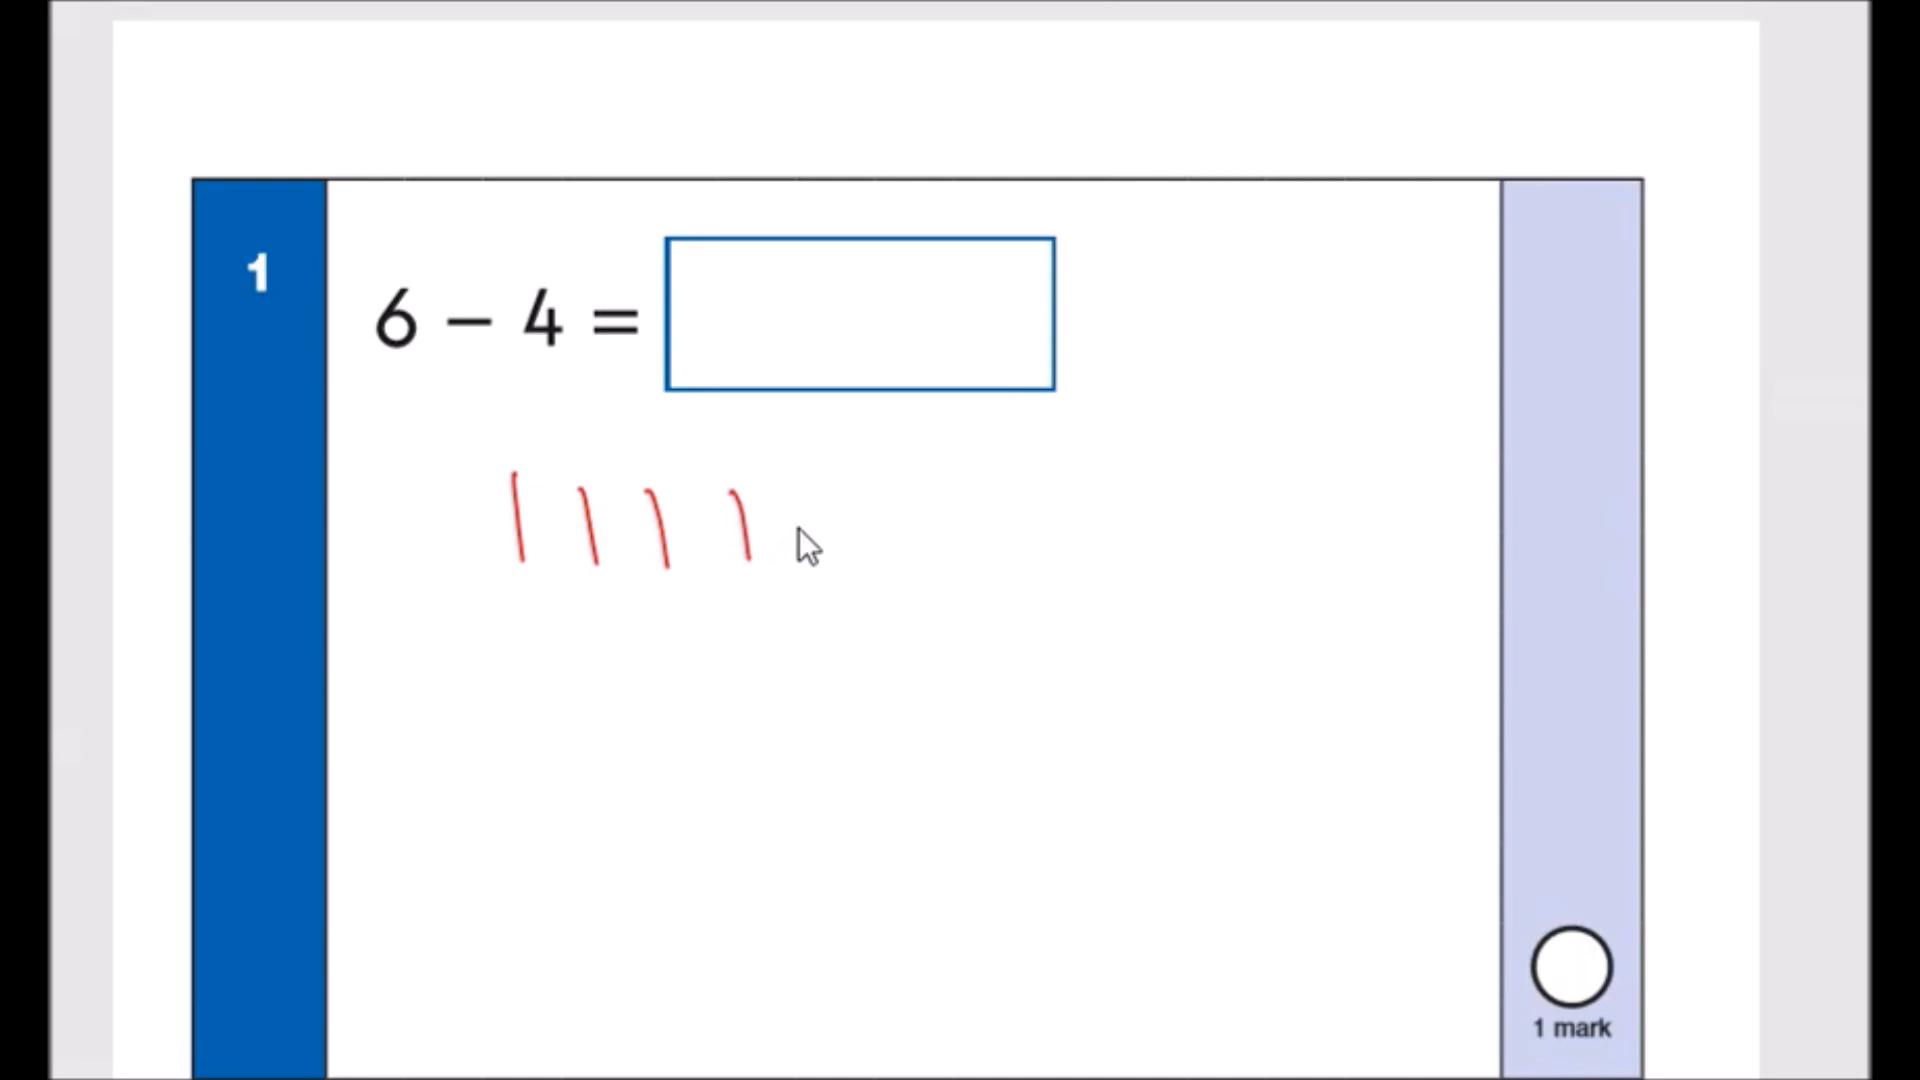 1
6 – 4 =
| | | |
1 mark